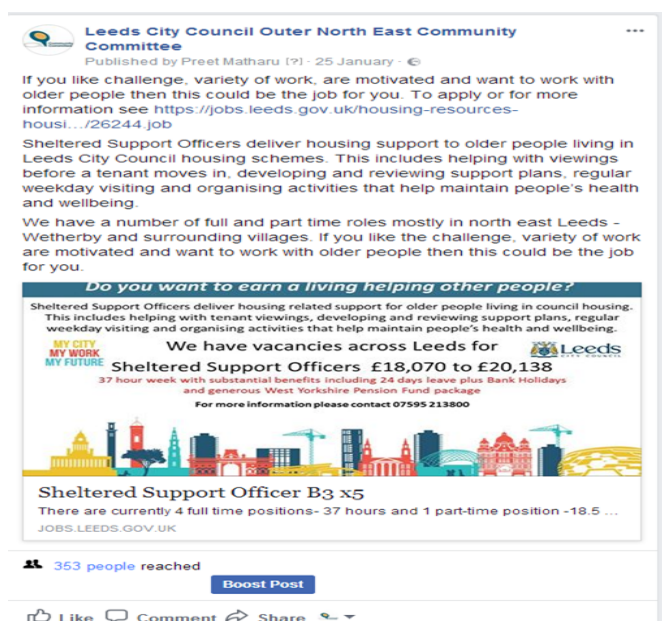 Leeds City Council Outer North East Community
Committee
Published by Preet Matharu [?] · 25 January ·
If you like challenge, variety of work, are motivated and want to work with
older people then this could be the job for you. To apply or for more
information see https://jobs.leeds.gov.uk/housing-resources-
housi.../26244.job
Sheltered Support Officers deliver housing support to older people living in
Leeds City Council housing schemes. This includes helping with viewings
before a tenant moves in, developing and reviewing support plans, regular
weekday visiting and organising activities that help maintain people's health
and wellbeing.
We have a number of full and part time roles mostly in north east Leeds -
Wetherby and surrounding villages. If you like the challenge, variety of work
are motivated and want to work with older people then this could be the job
for you.
Do you want to earn a living helping other people?
Sheltered Support Officers deliver housing related support for older people living in council housing.
This includes helping with tenant viewings, developing and reviewing support plans, regular
weekday visiting and organising activities that help maintain people's health and wellbeing.
MY CITY
MY WORK
MY FUTURE
We have vacancies across Leeds for
Leeds
CITY COUNCIL
Sheltered Support Officers £18,070 to £20,138
37 hour week with substantial benefits including 24 days leave plus Bank Holidays
and generous West Yorkshire Pension Fund package
For more information please contact 07595 213800
Sheltered Support Officer B3 x5
There are currently 4 full time positions- 37 hours and 1 part-time position -18.5 ...
JOBS.LEEDS.GOV.UK
353 people reached
Boost Post
Like Comment Share